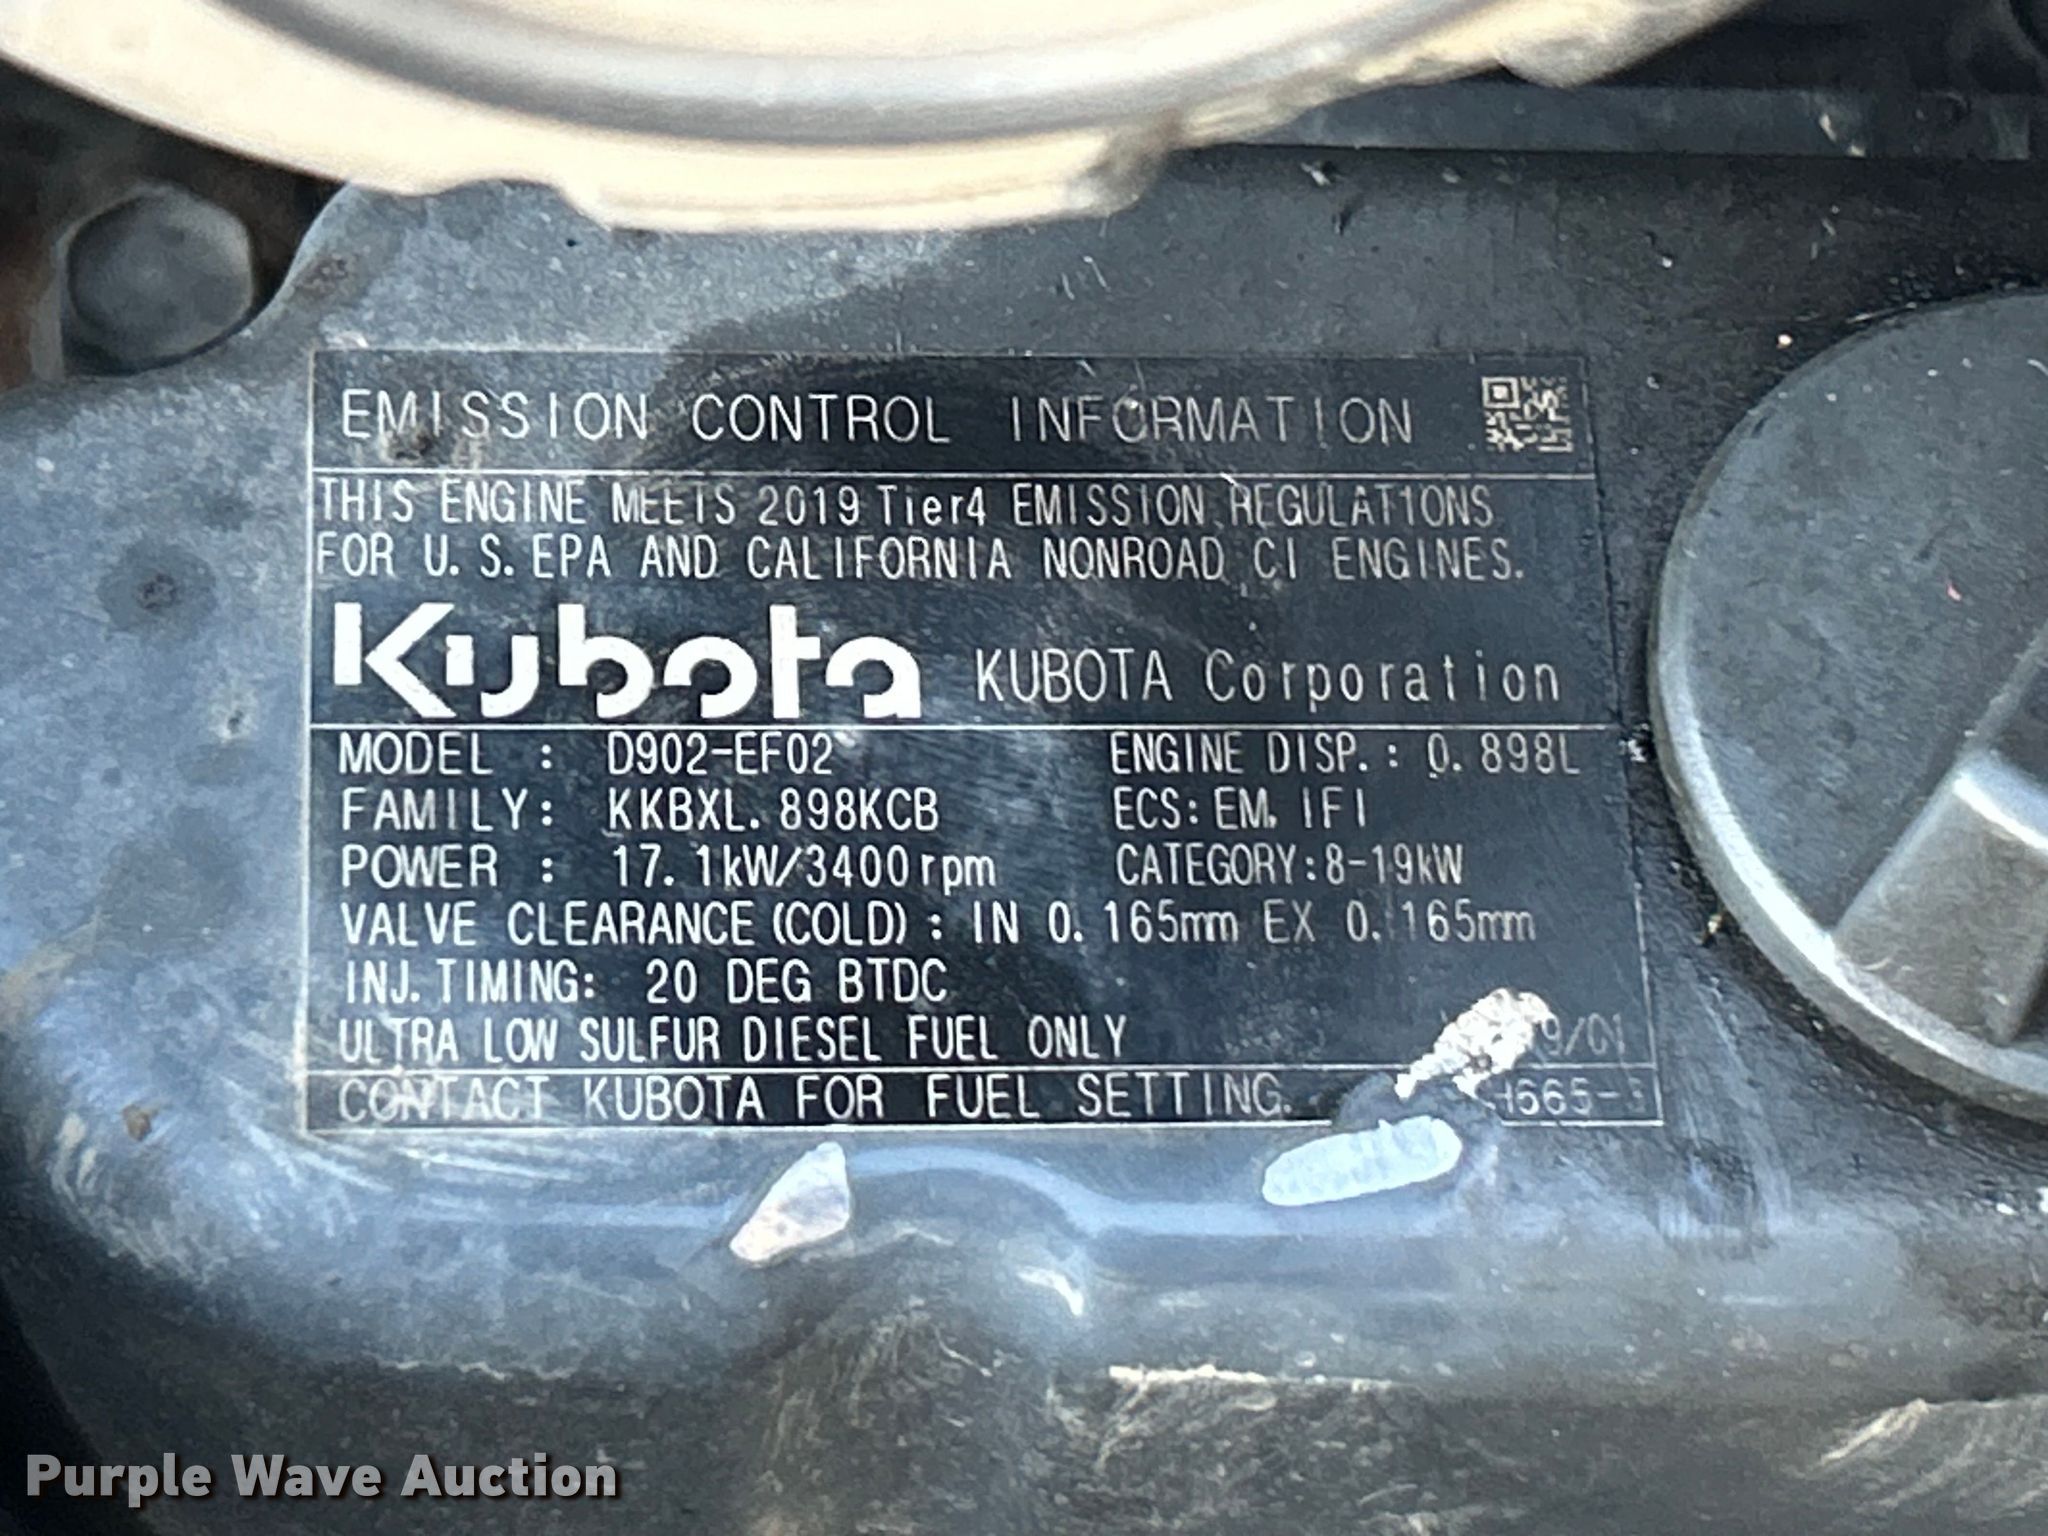 EMISSION CONTROL INFORMATION
THIS ENGINE MEETS 2019 Tier4 EMISSION REGULATIONS
FOR U.S.EPA AND CALIFORNIA NONROAD CI ENGINES.
Kubota KUBOTA Corporation
MODEL : D902-EF02 ENGINE DISP.: 0.898L
FAMILY: KKBXL.898KCB ECS: EM, IFI
POWER : 17.1kW/3400rpm CATEGORY:8-19kW
VALVE CLEARANCE(COLD): IN 0.165mm EX 0.165mm
INJ.TIMING: 20 DEG BTDC
ULTRA LOW SULFUR DIESEL FUEL ONLY
CONTACT KUBOTA FOR FUEL SETTING.
Purple Wave Auction